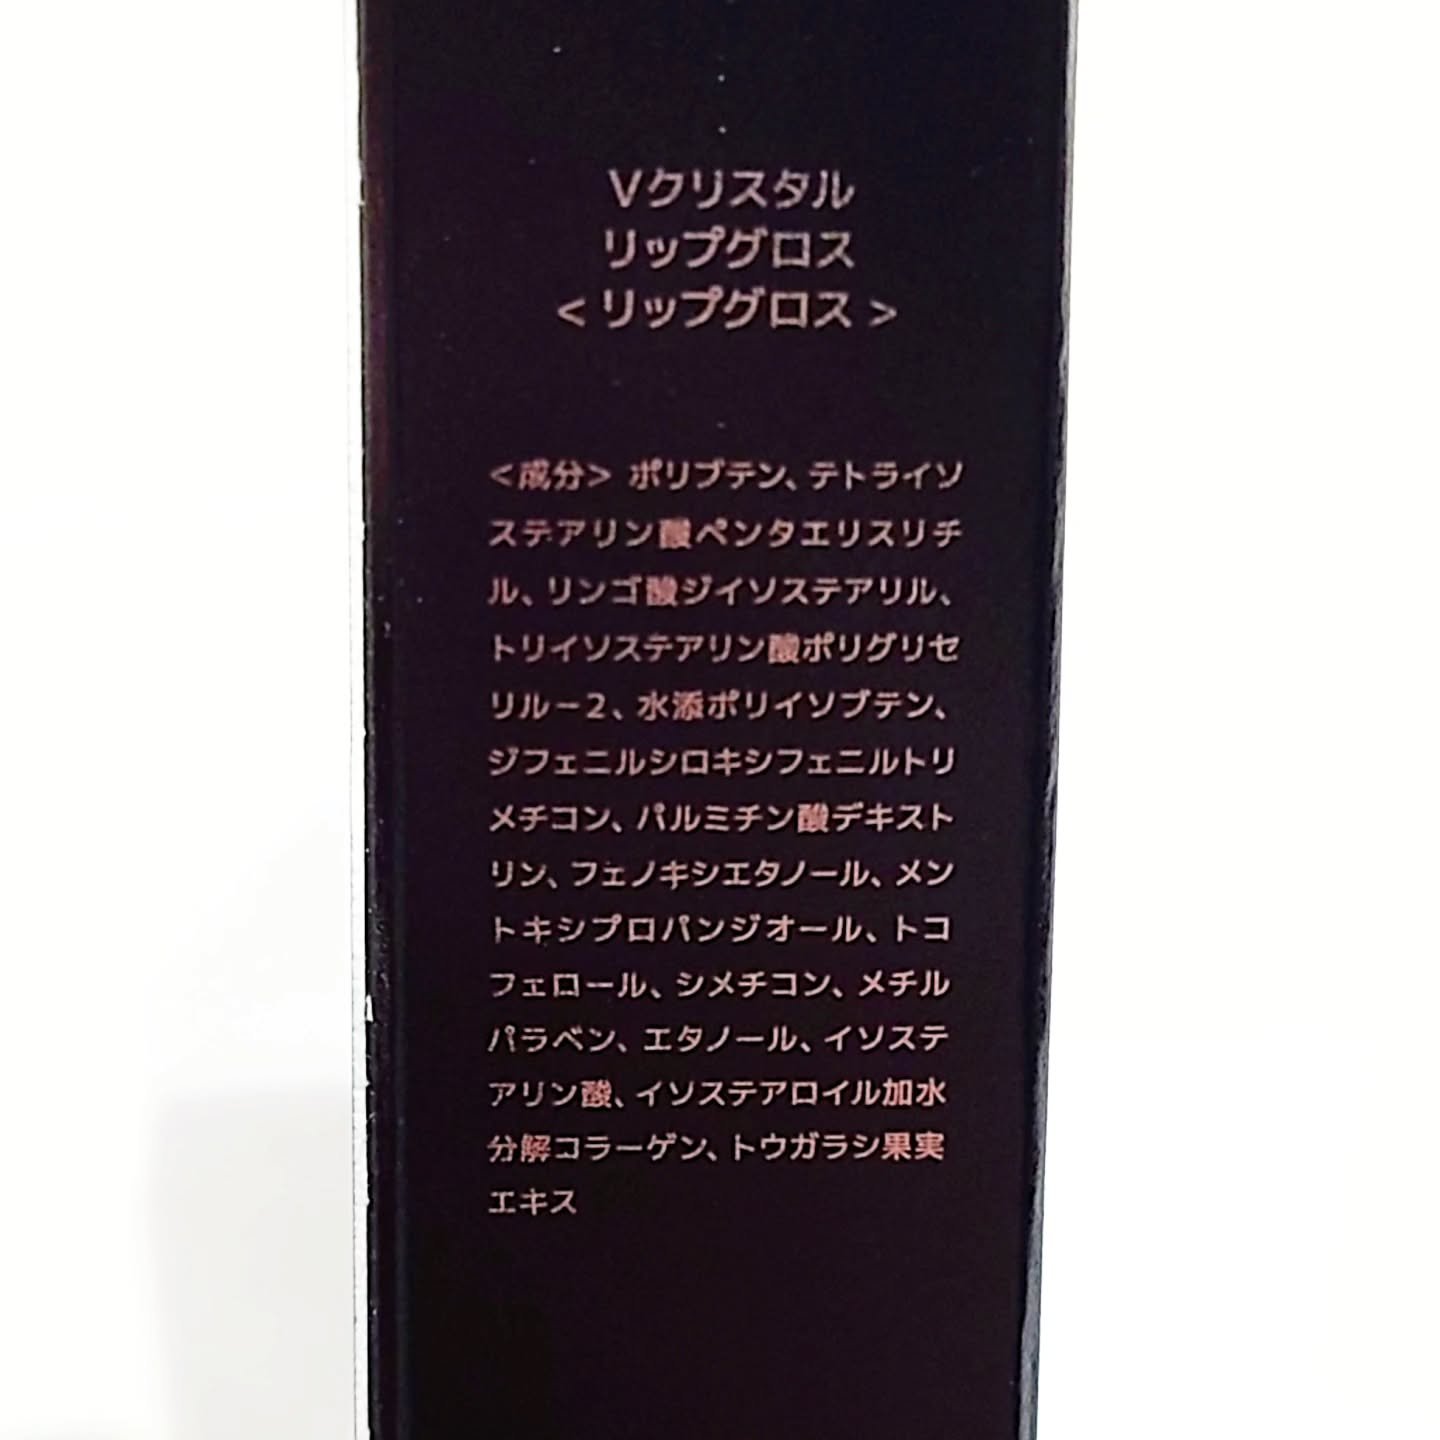 Vクリスタル
リップグロス
<リップグロス>
<成分> ポリブテン、テトライソ
ステアリン酸ペンタエリスリチ
ル、リンゴ酸ジイソステアリル、
トリイソステアリン酸ポリグリセ
リル－2、水添ポリイソブテン、
ジフェニルシロキシフェニルトリ
メチコン、パルミチン酸デキスト
リン、フェノキシエタノール、メン
トキシプロパンジオール、トコ
フェロール、シメチコン、メチル
パラベン、エタノール、イソステ
アリン酸、イソステアロイル加水
分解コラーゲン、トウガラシ果実
エキス